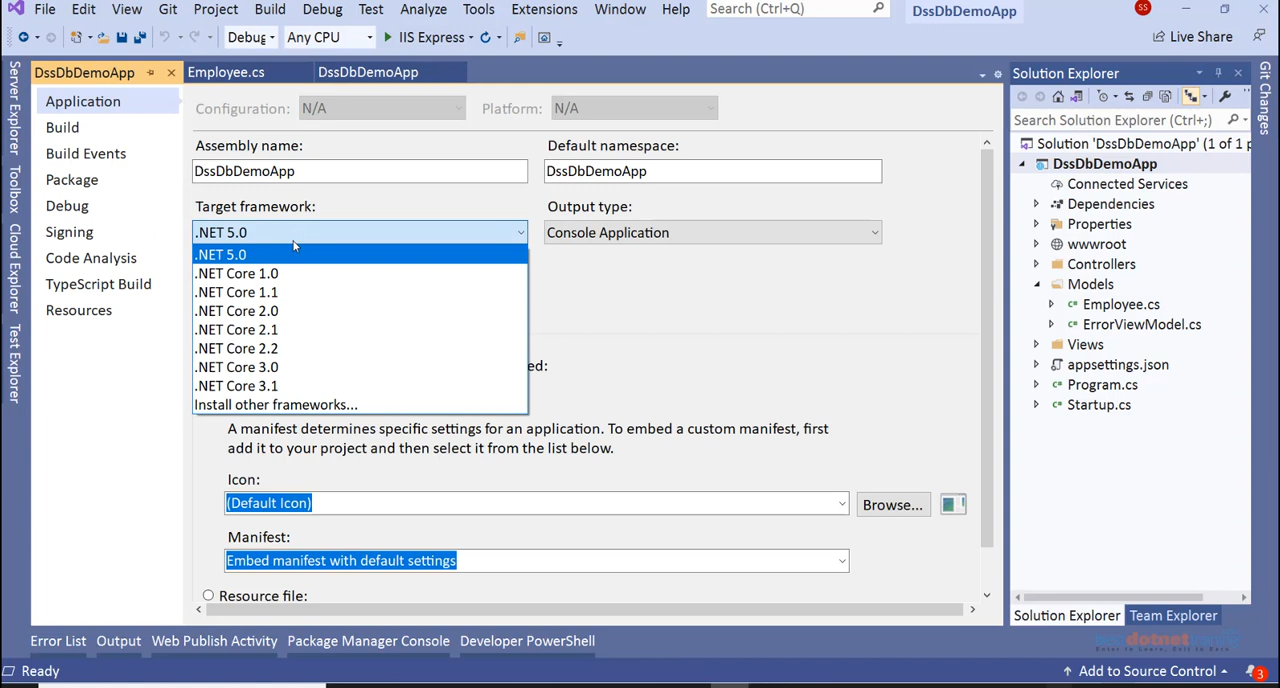 File Edit View Git Project Build Debug Test Analyze Tools Extensions Window Help Search (Ctrl+Q) DssDbDemoApp SS
Debug Any CPU IIS Express Live Share
Server Explorer
Toolbox
Cloud Explorer
Test Explorer
DssDbDemoApp Employee.cs DssDbDemoApp
Application
Build
Build Events
Package
Debug
Signing
Code Analysis
TypeScript Build
Resources
Configuration: N/A Platform: N/A
Assembly name: Default namespace:
DssDbDemoApp DssDbDemoApp
Target framework: Output type:
.NET 5.0 Console Application
.NET 5.0
.NET Core 1.0
.NET Core 1.1
.NET Core 2.0
.NET Core 2.1
.NET Core 2.2
.NET Core 3.0
.NET Core 3.1
Install other frameworks...
ed:
A manifest determines specific settings for an application. To embed a custom manifest, first
add it to your project and then select it from the list below.
Icon:
(Default Icon) Browse...
Manifest:
Embed manifest with default settings
Resource file:
Solution Explorer
Search Solution Explorer (Ctrl+;)
Solution 'DssDbDemoApp' (1 of 1 p
DssDbDemoApp
Connected Services
Dependencies
Properties
wwwroot
Controllers
Models
Employee.cs
ErrorViewModel.cs
Views
appsettings.json
Program.cs
Startup.cs
Solution Explorer Team Explorer
Git Changes
Error List Output Web Publish Activity Package Manager Console Developer PowerShell
dotnet
Ready Add to Source Control 3